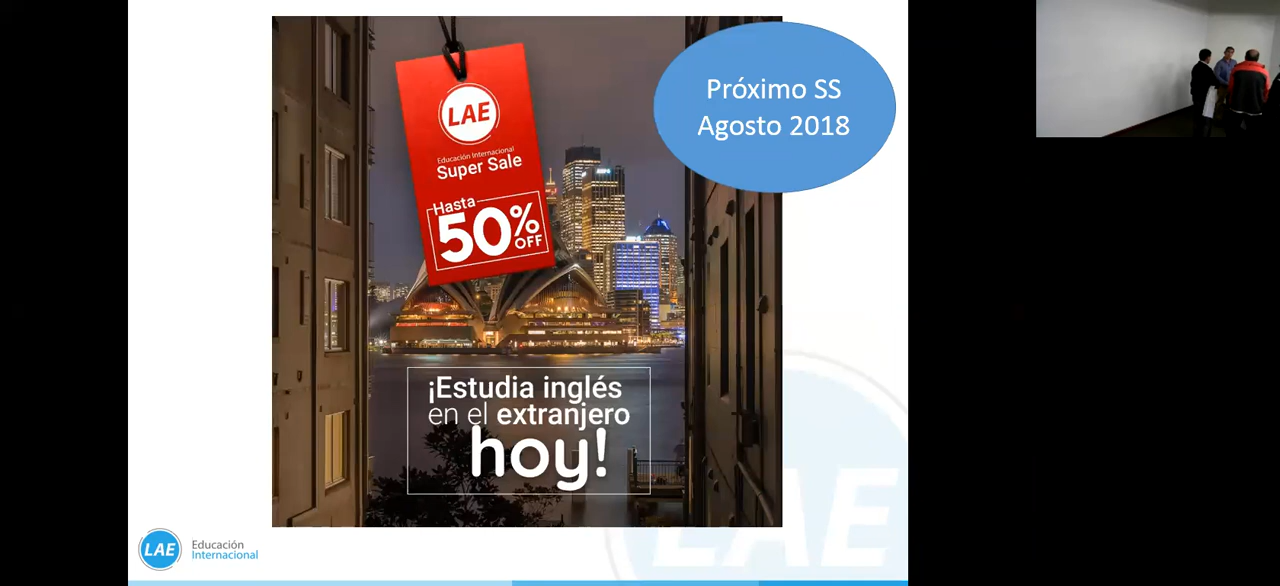 LAE
Educación Internacional
Super Sale
Hasta
50% OFF
Próximo SS
Agosto 2018
¡Estudia inglés
en el extranjero
hoy!
LAE
Educación
Internacional
LAE